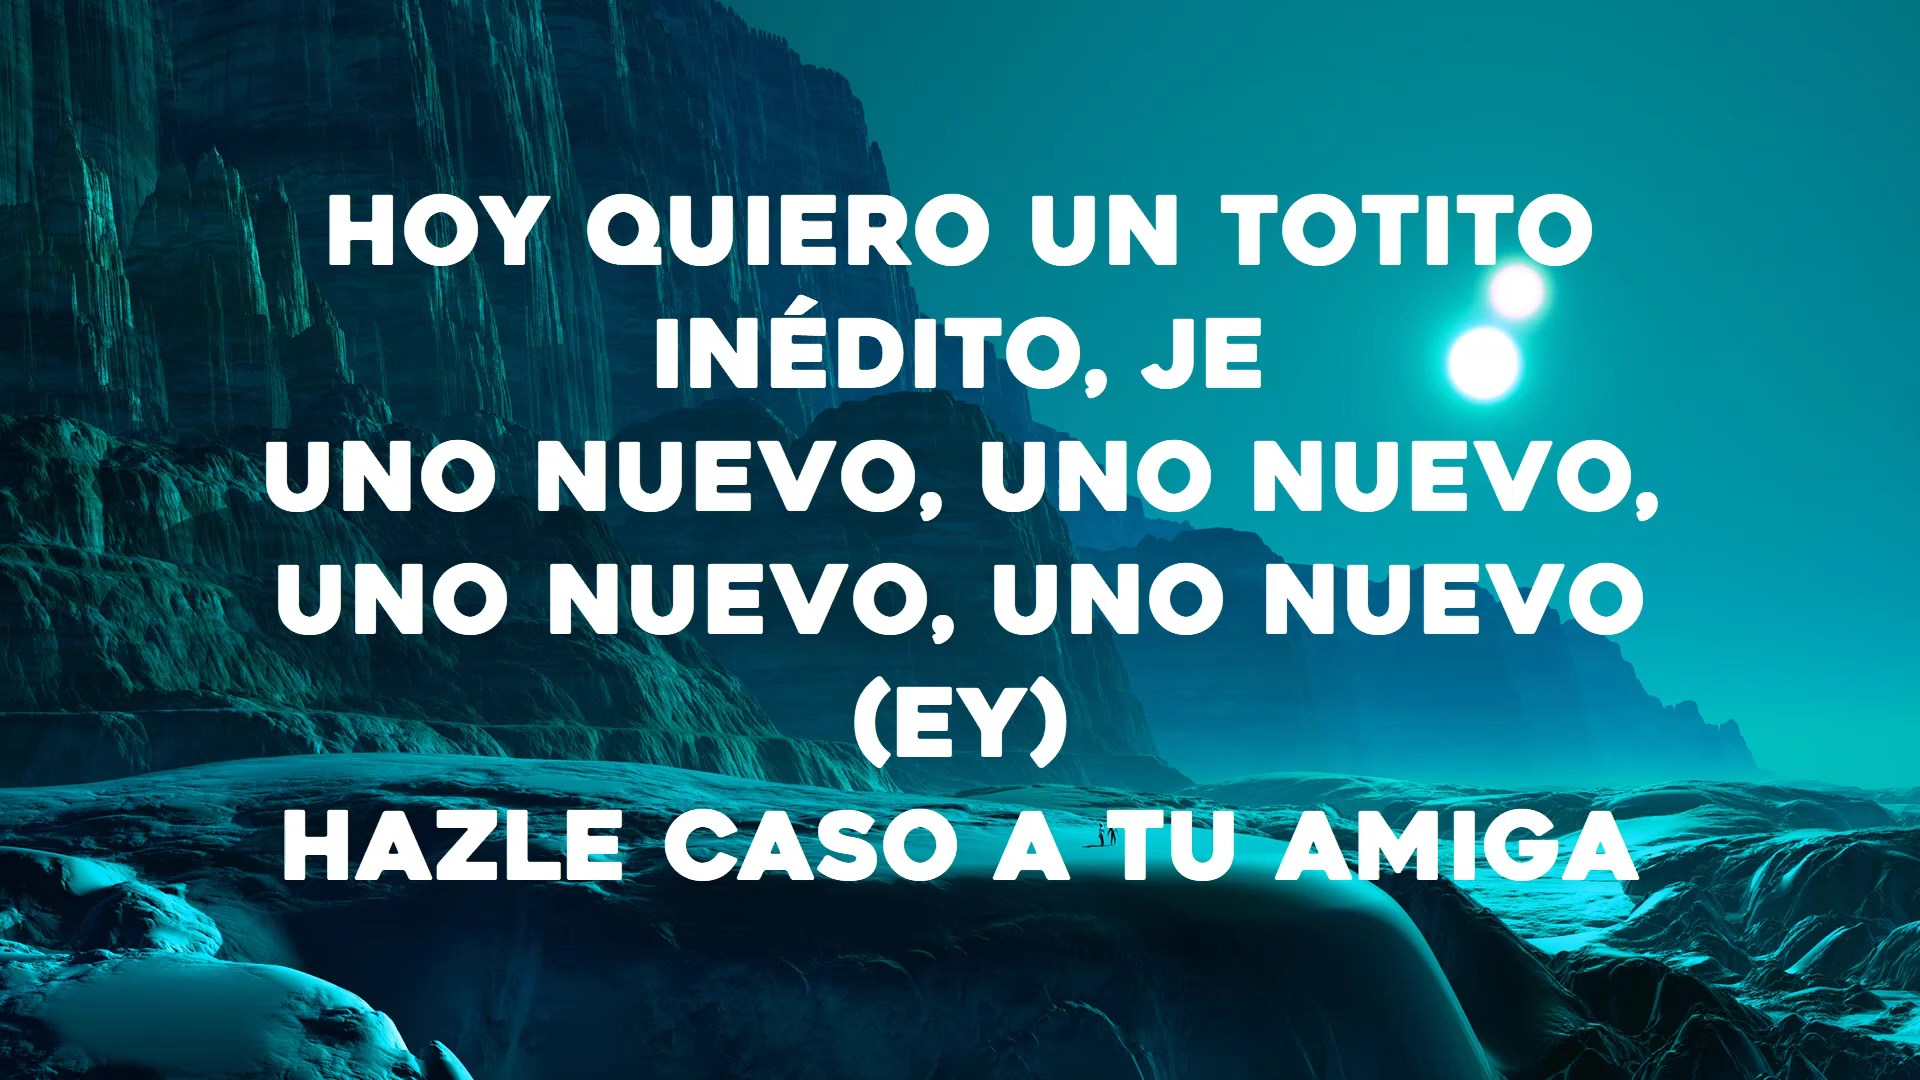 HOY QUIERO UN TOTITO
INÉDITO, JE
UNO NUEVO, UNO NUEVO,
UNO NUEVO, UNO NUEVO
(EY)
HAZLE CASO A TU AMIGA